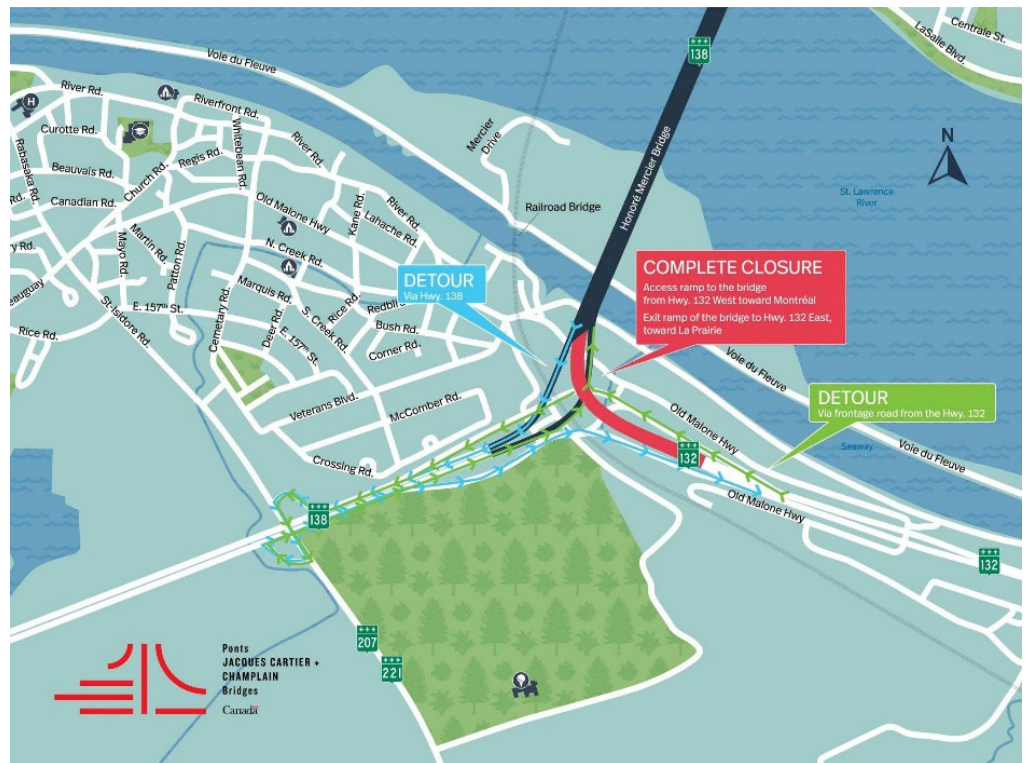 Centrale St.
LaSalle Blvd.
138
Voie du Fleuve
River Rd.
Riverfront Rd.
H
Curotte Rd.
Rabaska Rd.
Whitebean Rd.
River Rd.
Mercier
Drive
N
Beauvais Rd.
Church Rd.
Regis Rd.
Honoré Mercier Bridge
St. Lawrence
River
Canadian Rd.
Old Malone Hwy
Kane Rd.
River Rd.
Lahache Rd.
Railroad Bridge
Mayo Rd.
Martin Rd.
Patton Rd.
N. Creek Rd.
ry Rd.
DETOUR
Via Hwy. 138
COMPLETE CLOSURE
Access ramp to the bridge
from Hwy. 132 West toward Montréal
Exit ramp of the bridge to Hwy. 132 East,
toward La Prairie
eauguay
Marquis Rd.
S. Creek Rd.
Rice Rd.
E. 157th St.
St-Isidore Rd.
Cemetary Rd.
Deer Rd.
E. 157th St.
Bush Rd.
Rice Rd.
Corner Rd.
Voie du Fleuve
Veterans Blvd.
McComber Rd.
DETOUR
Via frontage road from the Hwy. 132
Old Malone Hwy
Crossing Rd.
132
Seaway
Voie du Fleuve
Old Malone Hwy
138
132
207
221
Ponts
JACQUES CARTIER +
CHAMPLAIN
Bridges
Canada